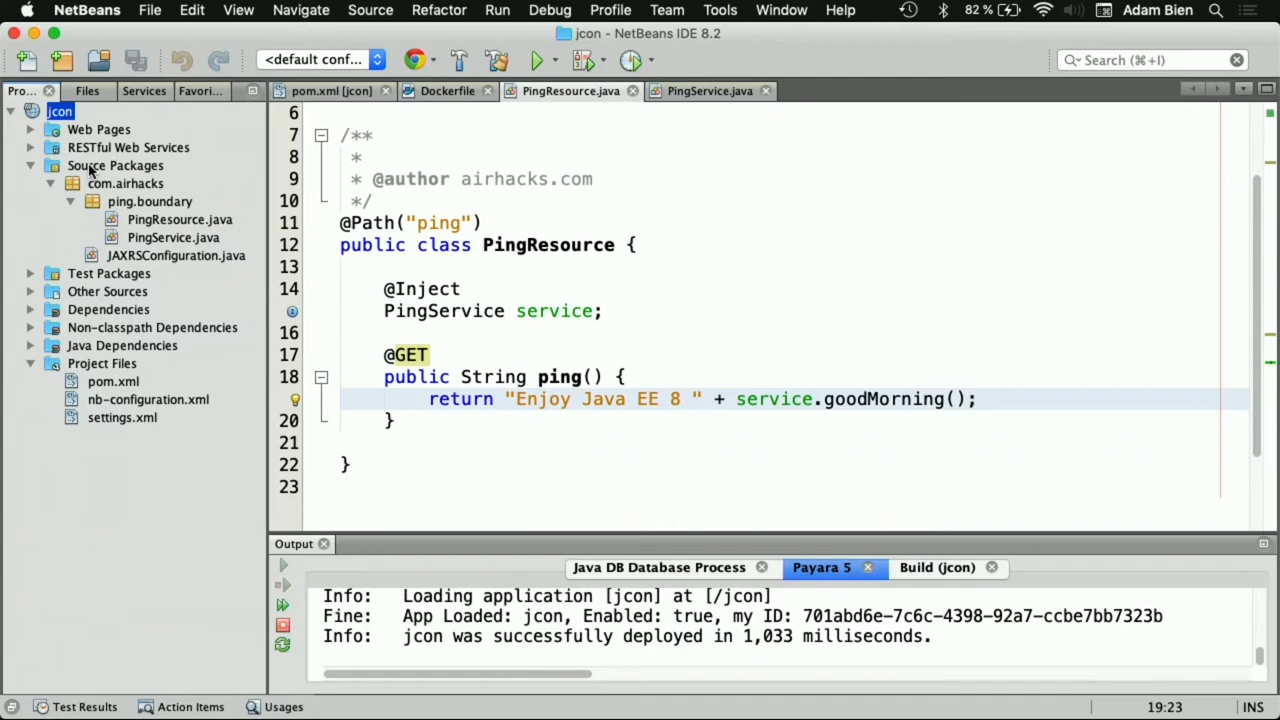 NetBeans File Edit View Navigate Source Refactor Run Debug Profile Team Tools Window Help 82 % Adam Bien
jcon - NetBeans IDE 8.2
<default conf... Search (⌘+I)
Pro... Files Services Favori... pom.xml [jcon] Dockerfile PingResource.java PingService.java
jcon
Web Pages
RESTful Web Services
Source Packages
com.airhacks
ping.boundary
PingResource.java
PingService.java
JAXRSConfiguration.java
Test Packages
Other Sources
Dependencies
Non-classpath Dependencies
Java Dependencies
Project Files
pom.xml
nb-configuration.xml
settings.xml
6
7 /**
8 *
9 * @author airhacks.com
10 */
11 @Path("ping")
12 public class PingResource {
13
14 @Inject
PingService service;
16
17 @GET
18 public String ping() {
return "Enjoy Java EE 8 " + service.goodMorning();
20 }
21
22 }
23
Output
Java DB Database Process Payara 5 Build (jcon)
Info: Loading application [jcon] at [/jcon]
Fine: App Loaded: jcon, Enabled: true, my ID: 701abd6e-7c6c-4398-92a7-ccbe7bb7323b
Info: jcon was successfully deployed in 1,033 milliseconds.
Test Results Action Items Usages 19:23 INS